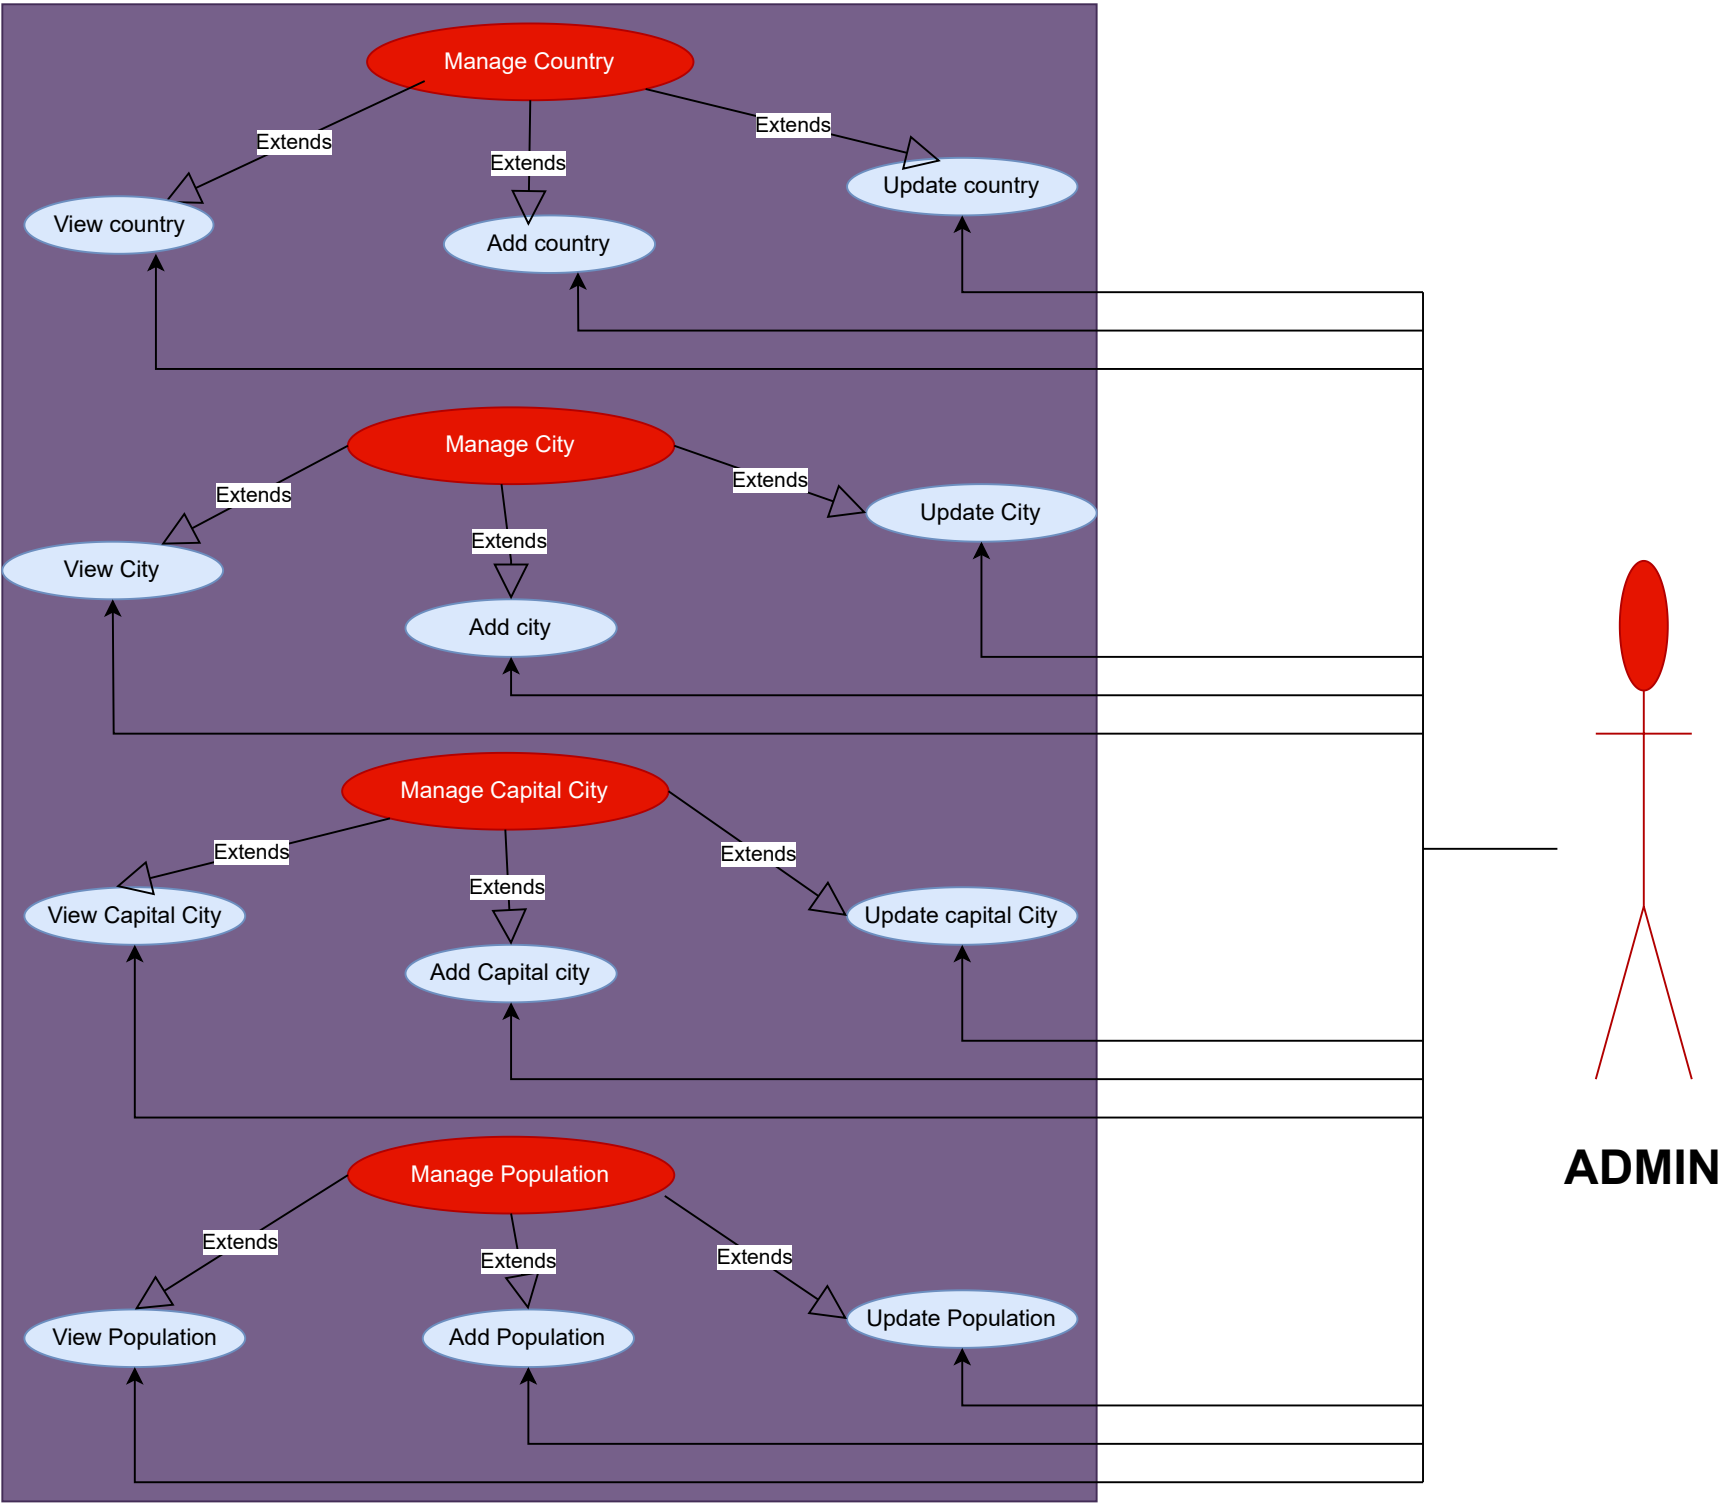 Manage Country
Extends
Extends
Extends
View country
Add country
Update country
Manage City
Extends
Extends
Extends
View City
Add city
Update City
Manage Capital City
Extends
Extends
Extends
View Capital City
Add Capital city
Update capital City
Manage Population
Extends
Extends
Extends
View Population
Add Population
Update Population
ADMIN